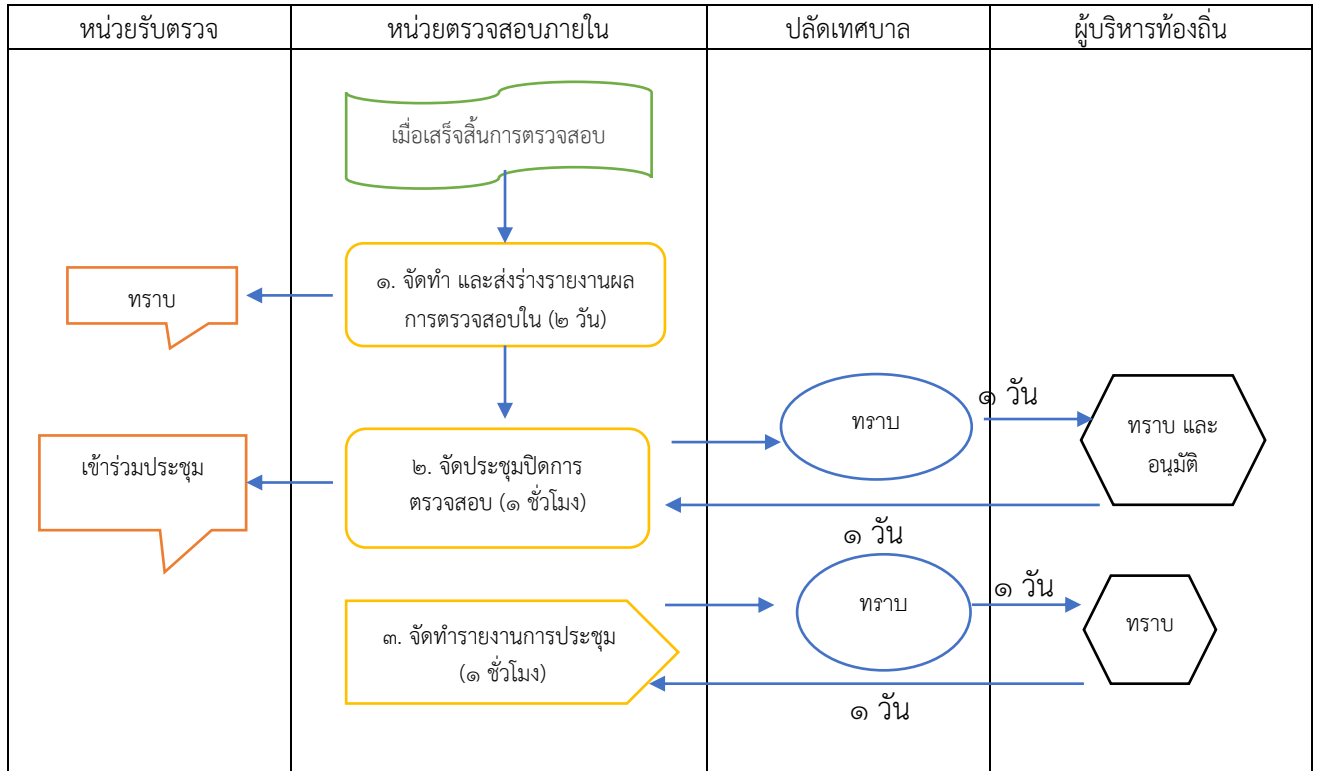 หน่วยรับตรวจ
หน่วยตรวจสอบภายใน
ปลัดเทศบาล
ผู้บริหารท้องถิ่น
เมื่อเสร็จสิ้นการตรวจสอบ
๑. จัดทำ และส่งร่างรายงานผล
การตรวจสอบใน (๒ วัน)
ทราบ
๒. จัดประชุมปิดการ
ตรวจสอบ (๑ ชั่วโมง)
เข้าร่วมประชุม
ทราบ
๑ วัน
ทราบ และ
อนุมัติ
๑ วัน
๓. จัดทำรายงานการประชุม
(๑ ชั่วโมง)
ทราบ
๑ วัน
ทราบ
๑ วัน